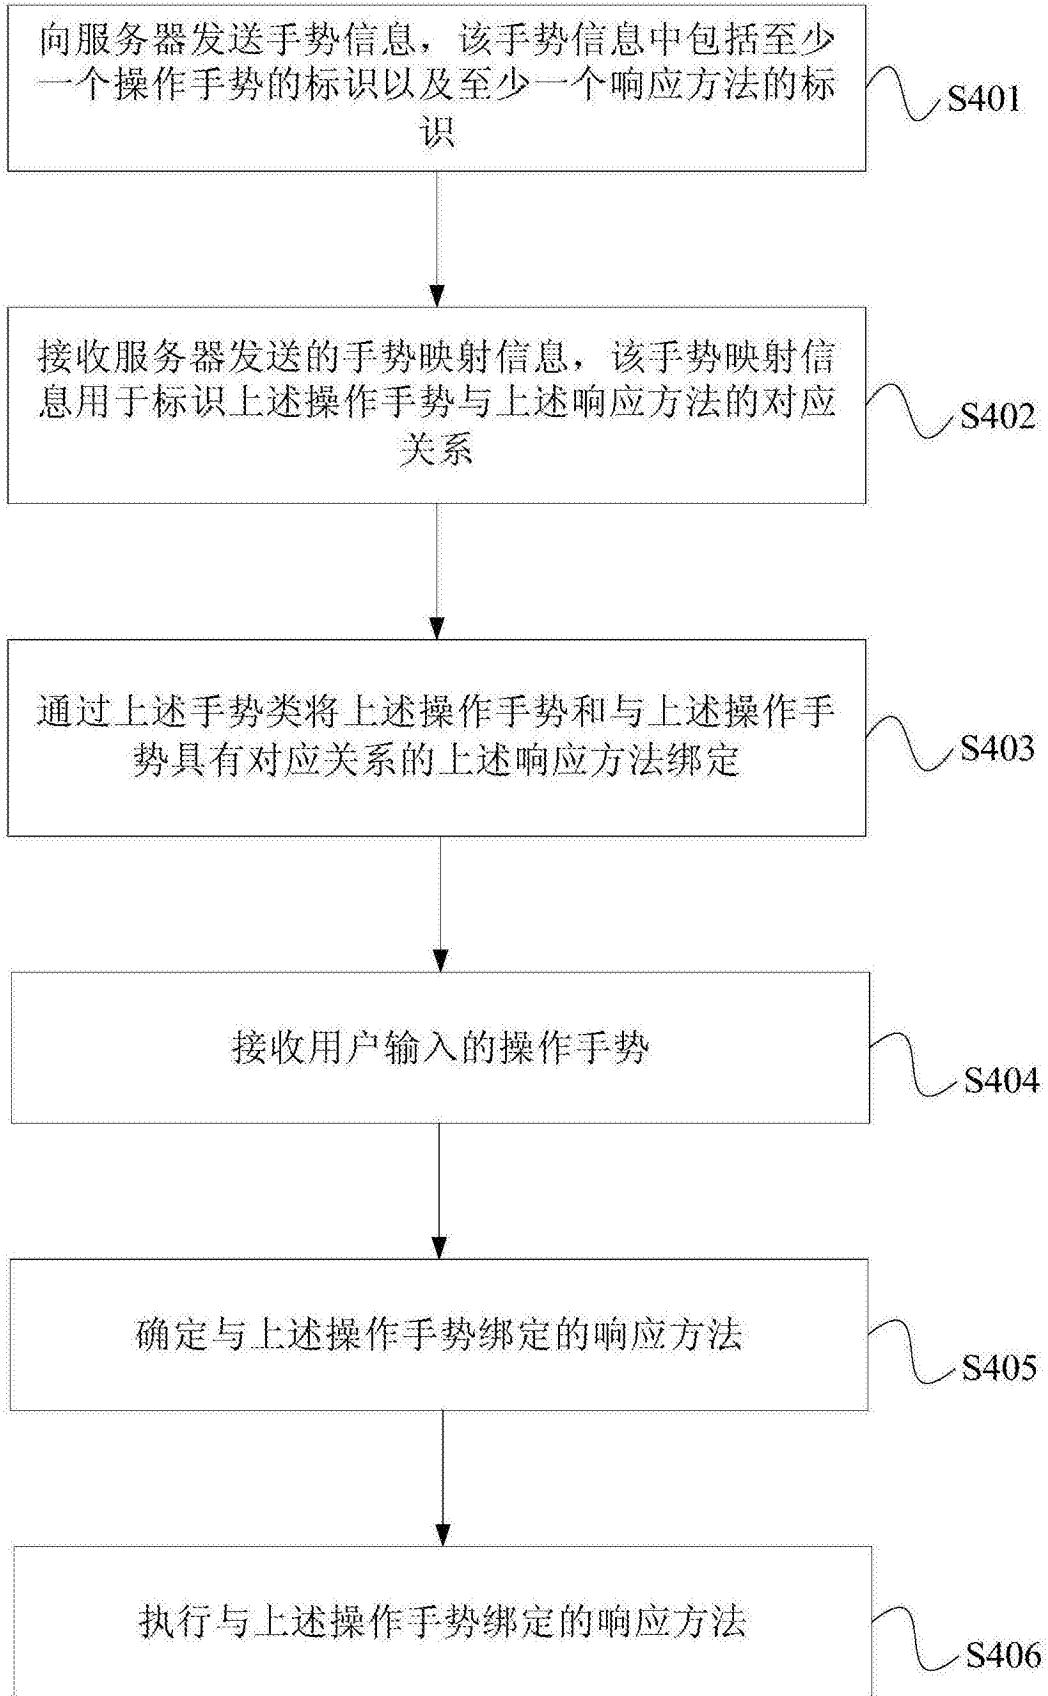 向服务器发送手势信息，该手势信息中包括至少
一个操作手势的标识以及至少一个响应方法的标
识
S401
接收服务器发送的手势映射信息，该手势映射信
息用于标识上述操作手势与上述响应方法的对应
关系
S402
通过上述手势类将上述操作手势和与上述操作手
势具有对应关系的上述响应方法绑定
S403
接收用户输入的操作手势
S404
确定与上述操作手势绑定的响应方法
S405
执行与上述操作手势绑定的响应方法
S406